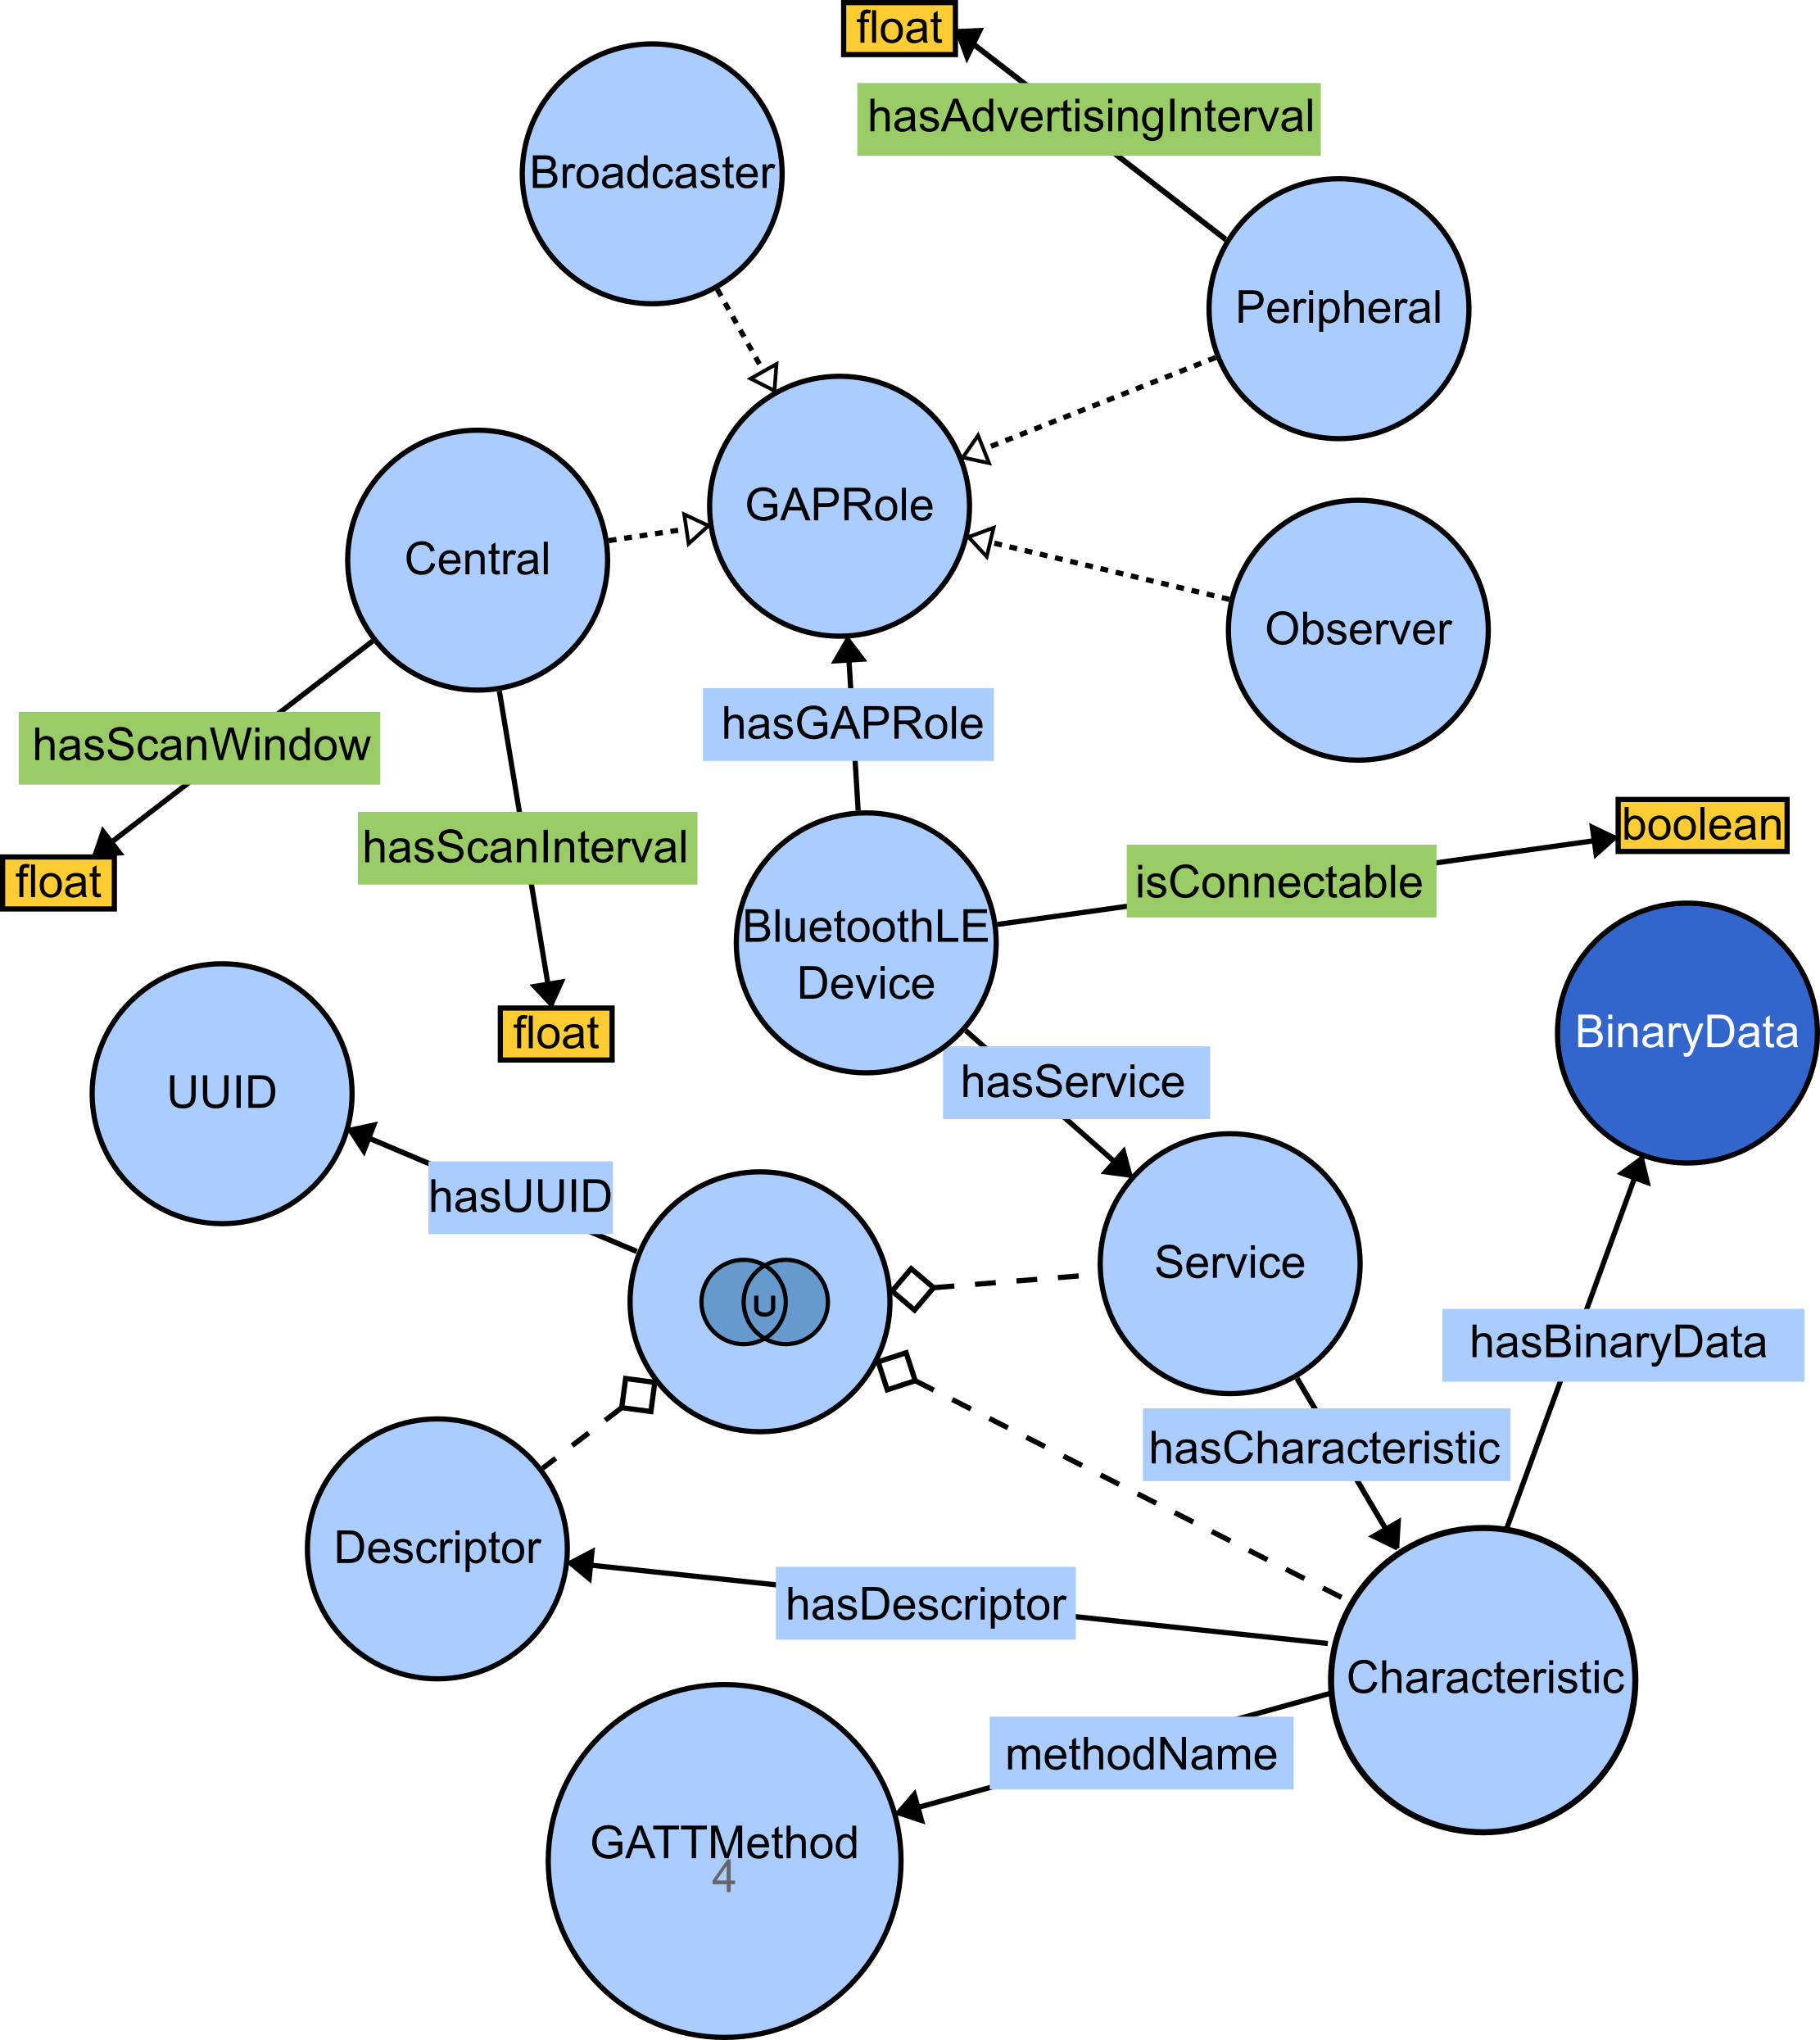 float
hasAdvertisingInterval
Broadcaster
Peripheral
GAPRole
Central
Observer
hasGAPRole
hasScanWindow
boolean
hasScanInterval
float
isConnectable
BluetoothLE
Device
float
BinaryData
UUID
hasService
hasUUID
Service
U
hasBinaryData
hasCharacteristic
Descriptor
hasDescriptor
Characteristic
methodName
GATTMethod
4